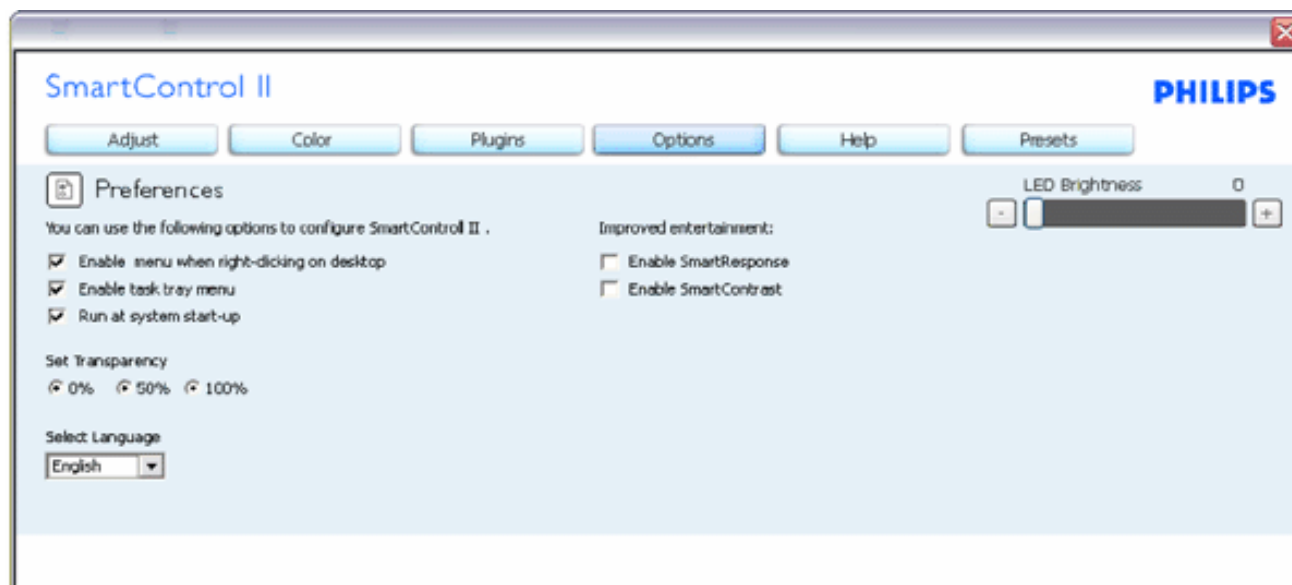 SmartControl II
PHILIPS
Adjust Color Plugins Options Help Presets
Preferences
LED Brightness 0
- +
You can use the following options to configure SmartControl II .
Improved entertainment:
Enable menu when right-clicking on desktop
Enable SmartResponse
Enable task tray menu
Enable SmartContrast
Run at system start-up
Set Transparency
0% 50% 100%
Select Language
English